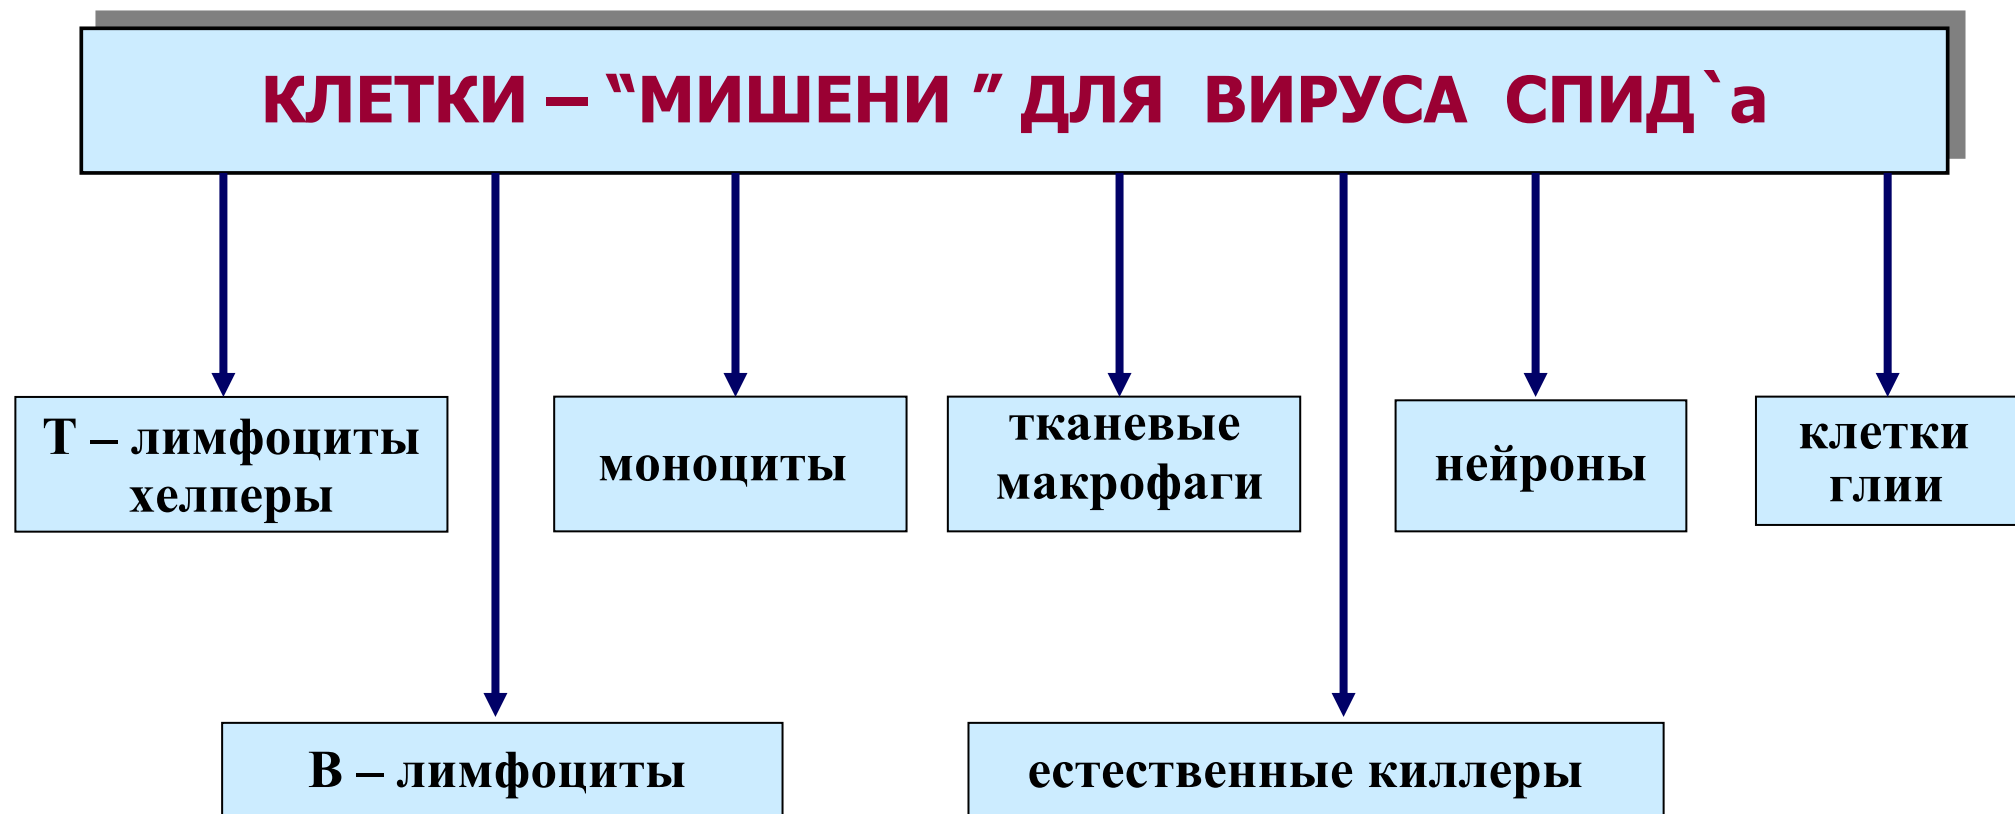 КЛЕТКИ – “МИШЕНИ ” ДЛЯ ВИРУСА СПИД`а
Т – лимфоциты
хелперы
моноциты
тканевые
макрофаги
нейроны
клетки
глии
В – лимфоциты
естественные киллеры